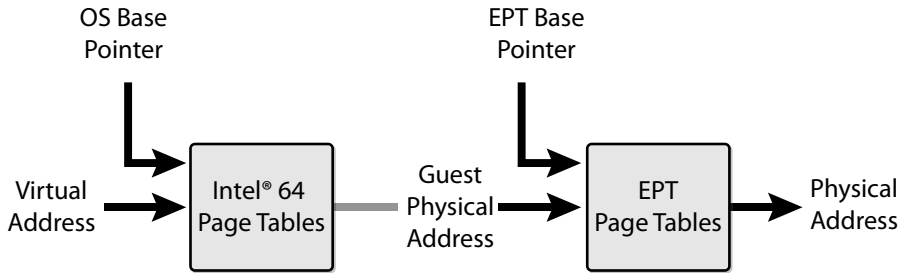 OS Base
Pointer
EPT Base
Pointer
Virtual
Address
Intel® 64
Page Tables
Guest
Physical
Address
EPT
Page Tables
Physical
Address